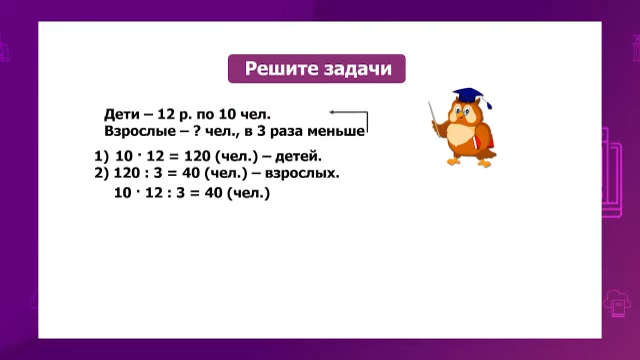 Решите задачи
Дети – 12 р. по 10 чел.
Взрослые – ? чел., в 3 раза меньше
1) 10 · 12 = 120 (чел.) – детей.
2) 120 : 3 = 40 (чел.) – взрослых.
10 · 12 : 3 = 40 (чел.)